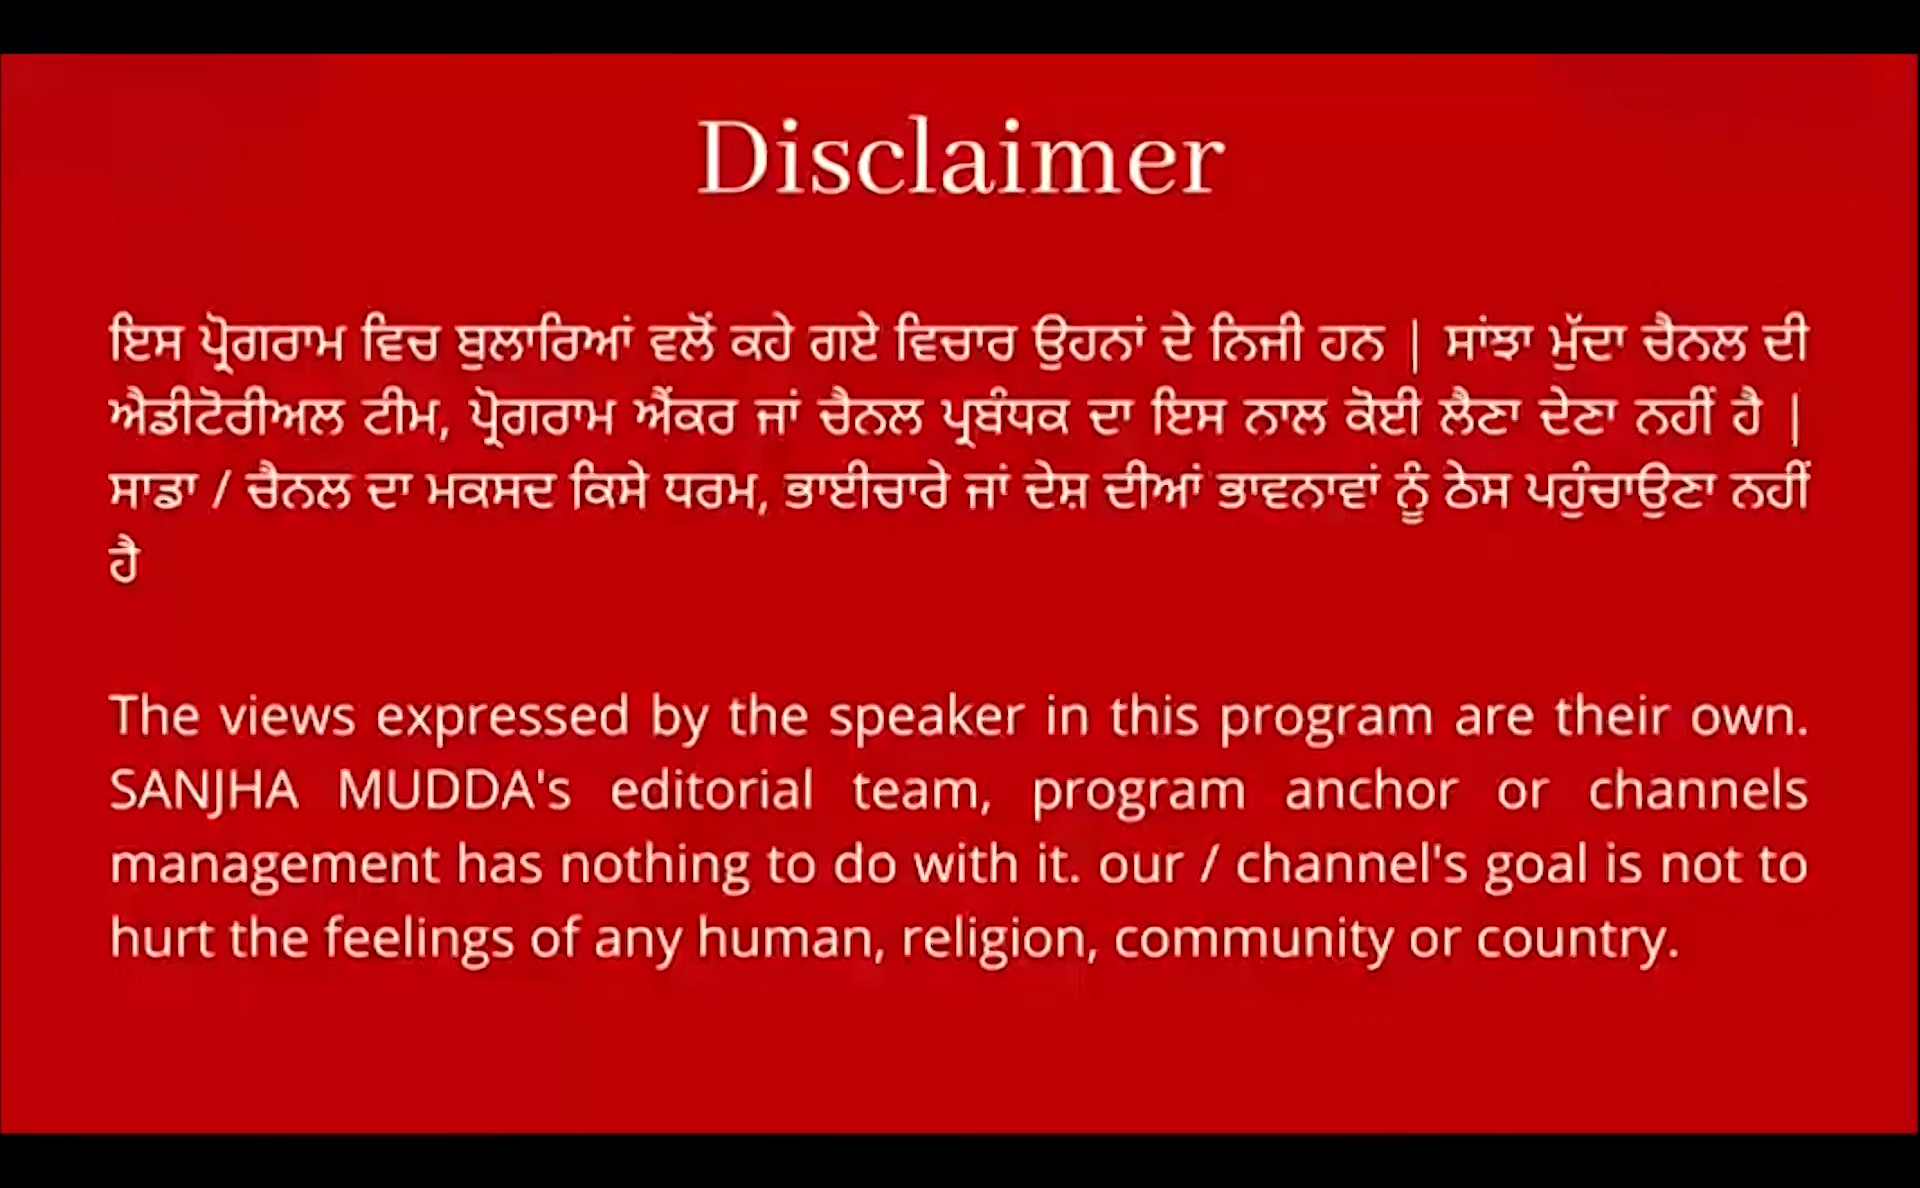 Disclaimer
ਇਸ ਪ੍ਰੋਗਰਾਮ ਵਿਚ ਬੁਲਾਰਿਆਂ ਵਲੋਂ ਕਹੇ ਗਏ ਵਿਚਾਰ ਉਹਨਾਂ ਦੇ ਨਿਜੀ ਹਨ | ਸਾਂਝਾ ਮੁੱਦਾ ਚੈਨਲ ਦੀ
ਐਡੀਟੋਰੀਅਲ ਟੀਮ, ਪ੍ਰੋਗਰਾਮ ਐਂਕਰ ਜਾਂ ਚੈਨਲ ਪ੍ਰਬੰਧਕ ਦਾ ਇਸ ਨਾਲ ਕੋਈ ਲੈਣਾ ਦੇਣਾ ਨਹੀਂ ਹੈ |
ਸਾਡਾ / ਚੈਨਲ ਦਾ ਮਕਸਦ ਕਿਸੇ ਧਰਮ, ਭਾਈਚਾਰੇ ਜਾਂ ਦੇਸ਼ ਦੀਆਂ ਭਾਵਨਾਵਾਂ ਨੂੰ ਠੇਸ ਪਹੁੰਚਾਉਣਾ ਨਹੀਂ
ਹੈ
The views expressed by the speaker in this program are their own.
SANJHA MUDDA's editorial team, program anchor or channels
management has nothing to do with it. our / channel's goal is not to
hurt the feelings of any human, religion, community or country.